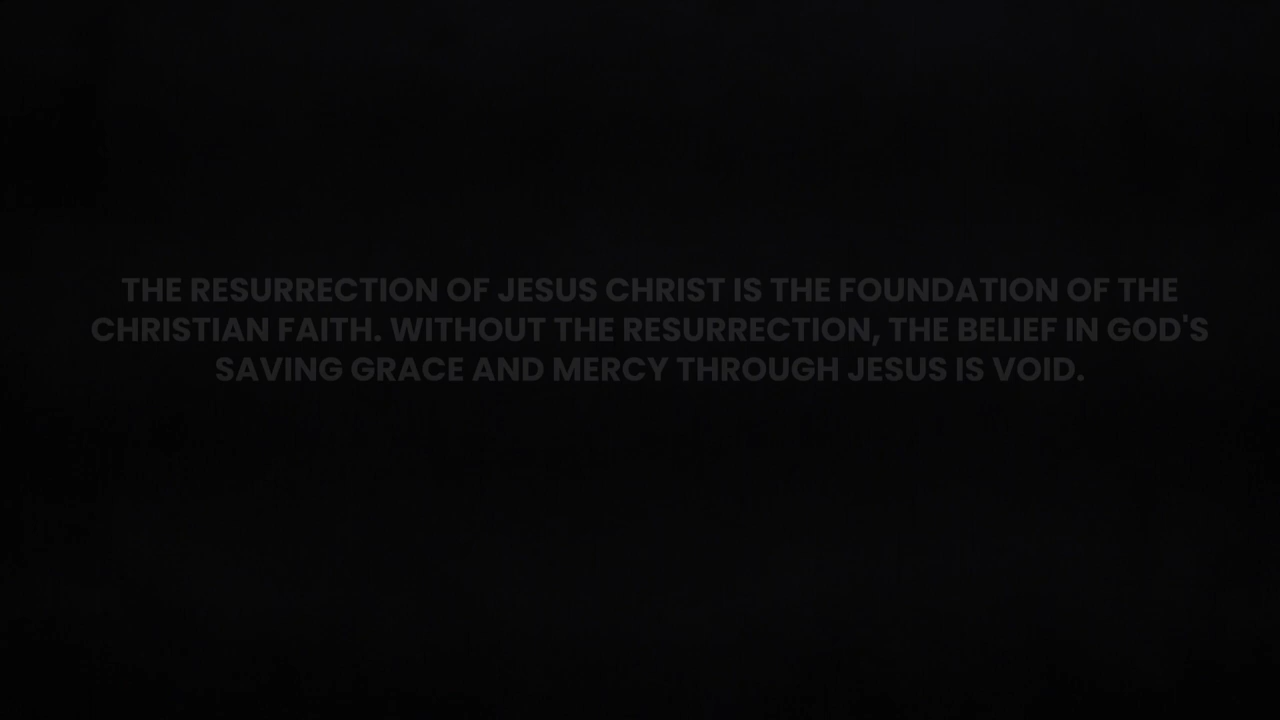 THE RESURRECTION OF JESUS CHRIST IS THE FOUNDATION OF THE
CHRISTIAN FAITH. WITHOUT THE RESURRECTION, THE BELIEF IN GOD'S
SAVING GRACE AND MERCY THROUGH JESUS IS VOID.